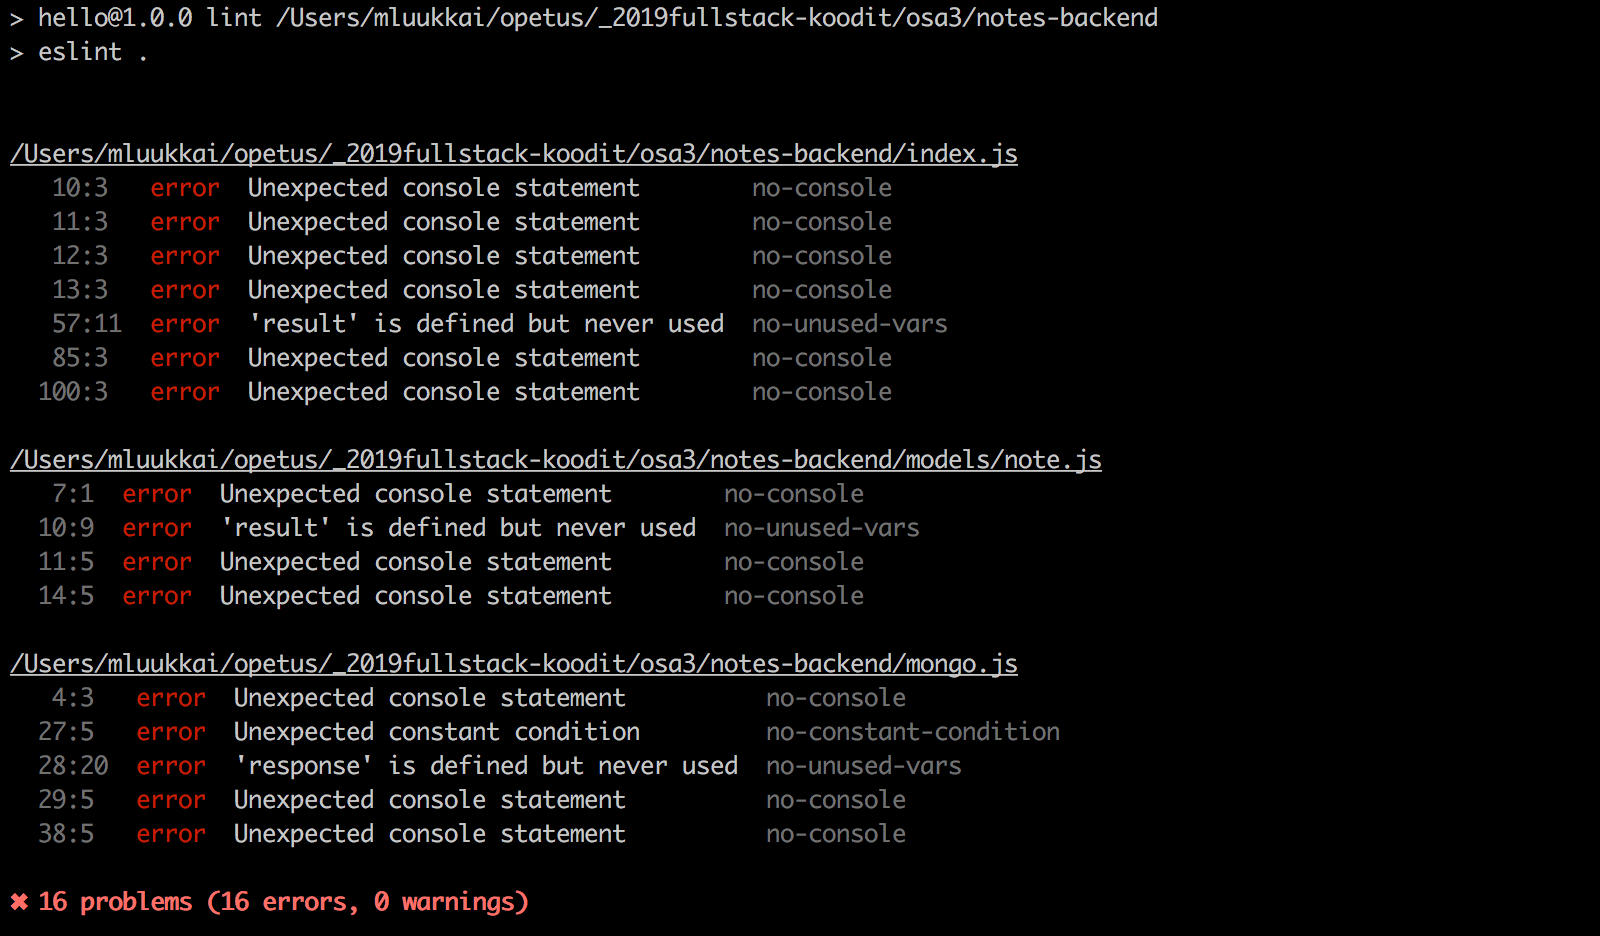 > hello@1.0.0 lint /Users/mluukkai/opetus/_2019fullstack-koodit/osa3/notes-backend
> eslint .
/Users/mluukkai/opetus/_2019fullstack-koodit/osa3/notes-backend/index.js
10:3 error Unexpected console statement no-console
11:3 error Unexpected console statement no-console
12:3 error Unexpected console statement no-console
13:3 error Unexpected console statement no-console
57:11 error 'result' is defined but never used no-unused-vars
85:3 error Unexpected console statement no-console
100:3 error Unexpected console statement no-console
/Users/mluukkai/opetus/_2019fullstack-koodit/osa3/notes-backend/models/note.js
7:1 error Unexpected console statement no-console
10:9 error 'result' is defined but never used no-unused-vars
11:5 error Unexpected console statement no-console
14:5 error Unexpected console statement no-console
/Users/mluukkai/opetus/_2019fullstack-koodit/osa3/notes-backend/mongo.js
4:3 error Unexpected console statement no-console
27:5 error Unexpected constant condition no-constant-condition
28:20 error 'response' is defined but never used no-unused-vars
29:5 error Unexpected console statement no-console
38:5 error Unexpected console statement no-console
✖ 16 problems (16 errors, 0 warnings)